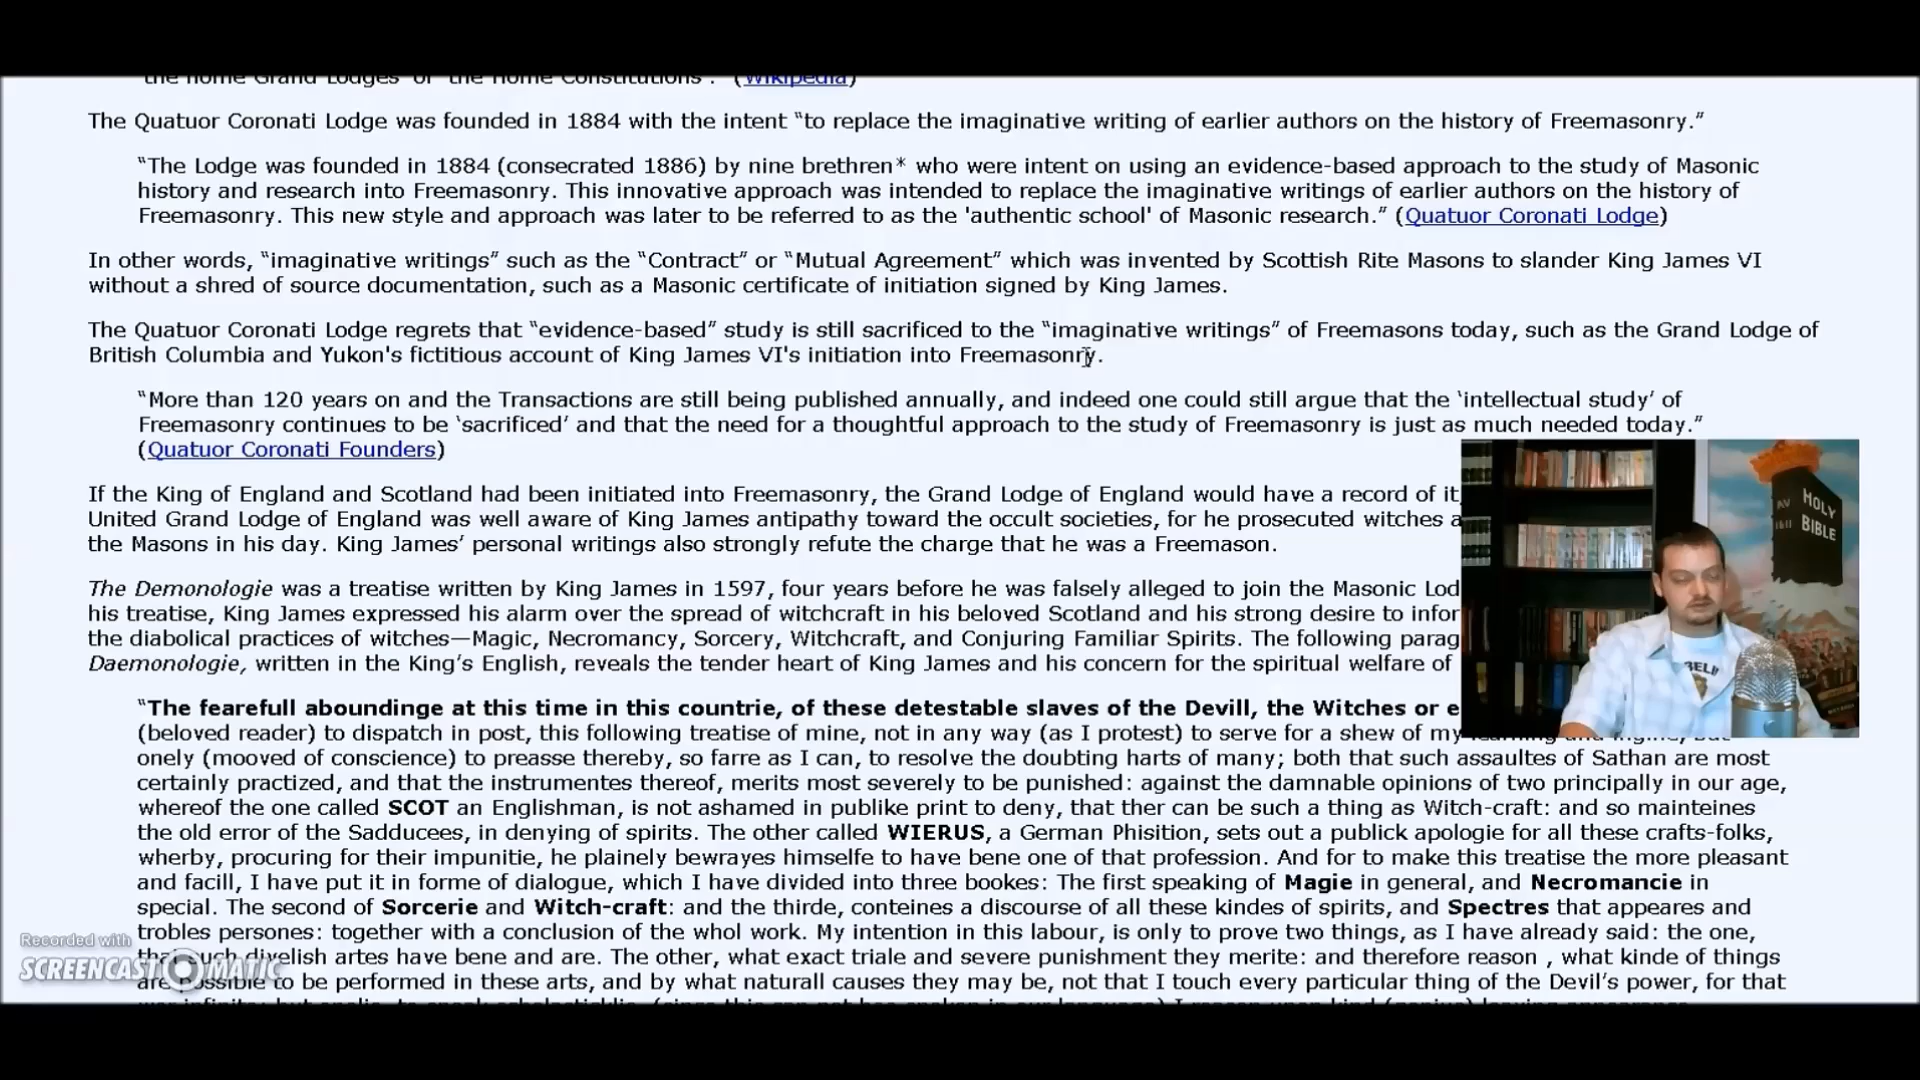 the home Grand Lodges' or 'the Home Constitutions'. (Wikipedia)
The Quatuor Coronati Lodge was founded in 1884 with the intent “to replace the imaginative writing of earlier authors on the history of Freemasonry.”
“The Lodge was founded in 1884 (consecrated 1886) by nine brethren* who were intent on using an evidence-based approach to the study of Masonic
history and research into Freemasonry. This innovative approach was intended to replace the imaginative writings of earlier authors on the history of
Freemasonry. This new style and approach was later to be referred to as the 'authentic school' of Masonic research.” (Quatuor Coronati Lodge)
In other words, “imaginative writings” such as the “Contract” or “Mutual Agreement” which was invented by Scottish Rite Masons to slander King James VI
without a shred of source documentation, such as a Masonic certificate of initiation signed by King James.
The Quatuor Coronati Lodge regrets that “evidence-based” study is still sacrificed to the “imaginative writings” of Freemasons today, such as the Grand Lodge of
British Columbia and Yukon's fictitious account of King James VI's initiation into Freemasonry.
“More than 120 years on and the Transactions are still being published annually, and indeed one could still argue that the ‘intellectual study’ of
Freemasonry continues to be ‘sacrificed’ and that the need for a thoughtful approach to the study of Freemasonry is just as much needed today.”
(Quatuor Coronati Founders)
If the King of England and Scotland had been initiated into Freemasonry, the Grand Lodge of England would have a record of it
United Grand Lodge of England was well aware of King James antipathy toward the occult societies, for he prosecuted witches a
the Masons in his day. King James’ personal writings also strongly refute the charge that he was a Freemason.
The Demonologie was a treatise written by King James in 1597, four years before he was falsely alleged to join the Masonic Lod
his treatise, King James expressed his alarm over the spread of witchcraft in his beloved Scotland and his strong desire to infor
the diabolical practices of witches—Magic, Necromancy, Sorcery, Witchcraft, and Conjuring Familiar Spirits. The following parag
Daemonologie, written in the King’s English, reveals the tender heart of King James and his concern for the spiritual welfare of
“The fearefull aboundinge at this time in this countrie, of these detestable slaves of the Devill, the Witches or e
(beloved reader) to dispatch in post, this following treatise of mine, not in any way (as I protest) to serve for a shew of my
onely (mooved of conscience) to preasse thereby, so farre as I can, to resolve the doubting harts of many; both that such assaultes of Sathan are most
certainly practized, and that the instrumentes thereof, merits most severely to be punished: against the damnable opinions of two principally in our age,
whereof the one called SCOT an Englishman, is not ashamed in publike print to deny, that ther can be such a thing as Witch-craft: and so mainteines
the old error of the Sadducees, in denying of spirits. The other called WIERUS, a German Phisition, sets out a publick apologie for all these crafts-folks,
wherby, procuring for their impunitie, he plainely bewrayes himselfe to have bene one of that profession. And for to make this treatise the more pleasant
and facill, I have put it in forme of dialogue, which I have divided into three bookes: The first speaking of Magie in general, and Necromancie in
special. The second of Sorcerie and Witch-craft: and the thirde, conteines a discourse of all these kindes of spirits, and Spectres that appeares and
trobles persones: together with a conclusion of the whol work. My intention in this labour, is only to prove two things, as I have already said: the one,
that such divelish artes have bene and are. The other, what exact triale and severe punishment they merite: and therefore reason , what kinde of things
are possible to be performed in these arts, and by what naturall causes they may be, not that I touch every particular thing of the Devil’s power, for that
HOLY
BIBLE
AV
1611
Recorded with
SCREENCAST-O-MATIC